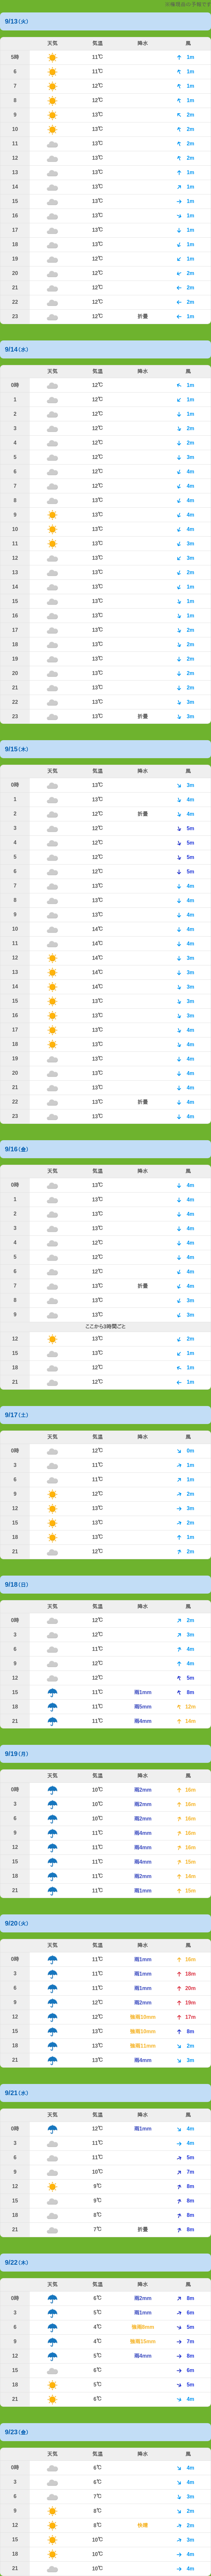 ※輪指台の予報です
9/13(火)
天気 気温 降水 風
5時 11℃ 1m
6 11℃ 1m
7 12℃ 1m
8 12℃ 1m
9 13℃ 2m
10 13℃ 2m
11 13℃ 2m
12 13℃ 2m
13 13℃ 1m
14 13℃ 1m
15 13℃ 1m
16 13℃ 1m
17 13℃ 1m
18 13℃ 1m
19 12℃ 1m
20 12℃ 2m
21 12℃ 2m
22 12℃ 2m
23 12℃ 折畳 1m
9/14(水)
天気 気温 降水 風
0時 12℃ 1m
1 12℃ 1m
2 12℃ 1m
3 12℃ 2m
4 12℃ 2m
5 12℃ 3m
6 12℃ 4m
7 12℃ 4m
8 13℃ 4m
9 13℃ 4m
10 13℃ 4m
11 13℃ 3m
12 13℃ 3m
13 13℃ 2m
14 13℃ 1m
15 13℃ 1m
16 13℃ 1m
17 13℃ 2m
18 13℃ 2m
19 13℃ 2m
20 13℃ 2m
21 13℃ 2m
22 13℃ 3m
23 13℃ 折畳 3m
9/15(木)
天気 気温 降水 風
0時 13℃ 3m
1 13℃ 4m
2 12℃ 折畳 4m
3 12℃ 5m
4 12℃ 5m
5 12℃ 5m
6 12℃ 5m
7 13℃ 4m
8 13℃ 4m
9 13℃ 4m
10 14℃ 4m
11 14℃ 4m
12 14℃ 3m
13 14℃ 3m
14 14℃ 3m
15 13℃ 3m
16 13℃ 3m
17 13℃ 4m
18 13℃ 4m
19 13℃ 4m
20 13℃ 4m
21 13℃ 4m
22 13℃ 折畳 4m
23 13℃ 4m
9/16(金)
天気 気温 降水 風
0時 13℃ 4m
1 13℃ 4m
2 13℃ 4m
3 13℃ 4m
4 12℃ 4m
5 12℃ 4m
6 12℃ 4m
7 13℃ 折畳 4m
8 13℃ 3m
9 13℃ 3m
ここから3時間ごと
12 13℃ 2m
15 13℃ 1m
18 12℃ 1m
21 12℃ 1m
9/17(土)
天気 気温 降水 風
0時 12℃ 0m
3 11℃ 1m
6 11℃ 1m
9 12℃ 2m
12 13℃ 3m
15 13℃ 2m
18 13℃ 1m
21 12℃ 2m
9/18(日)
天気 気温 降水 風
0時 12℃ 2m
3 12℃ 3m
6 11℃ 4m
9 12℃ 4m
12 12℃ 5m
15 11℃ 雨1mm 8m
18 11℃ 雨5mm 12m
21 11℃ 雨4mm 14m
9/19(月)
天気 気温 降水 風
0時 10℃ 雨2mm 16m
3 10℃ 雨2mm 16m
6 10℃ 雨2mm 16m
9 11℃ 雨4mm 16m
12 11℃ 雨4mm 16m
15 11℃ 雨4mm 15m
18 11℃ 雨2mm 14m
21 11℃ 雨1mm 15m
9/20(火)
天気 気温 降水 風
0時 11℃ 雨1mm 16m
3 11℃ 雨1mm 18m
6 11℃ 雨1mm 20m
9 12℃ 雨2mm 19m
12 12℃ 強雨10mm 17m
15 13℃ 強雨10mm 8m
18 13℃ 強雨11mm 2m
21 13℃ 雨4mm 3m
9/21(水)
天気 気温 降水 風
0時 12℃ 雨1mm 4m
3 11℃ 4m
6 11℃ 5m
9 10℃ 7m
12 9℃ 8m
15 9℃ 8m
18 8℃ 8m
21 7℃ 折畳 8m
9/22(木)
天気 気温 降水 風
0時 6℃ 雨2mm 8m
3 5℃ 雨1mm 6m
6 4℃ 強雨8mm 5m
9 4℃ 強雨15mm 7m
12 5℃ 雨4mm 8m
15 6℃ 6m
18 5℃ 5m
21 6℃ 4m
9/23(金)
天気 気温 降水 風
0時 6℃ 4m
3 6℃ 4m
6 7℃ 3m
9 8℃ 2m
12 8℃ 快晴 2m
15 10℃ 3m
18 10℃ 4m
21 10℃ 4m